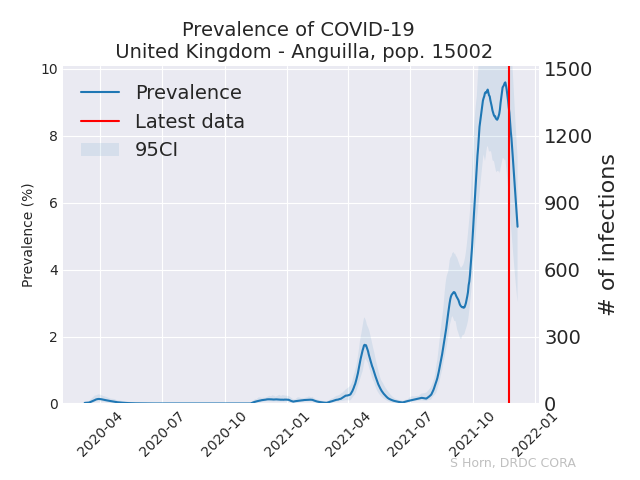 Prevalence of COVID-19
United Kingdom - Anguilla, pop. 15002
Prevalence
Latest data
95CI
Prevalence (%)
10
8
6
4
2
0
1500
1200
900
600
300
0
# of infections
2020-04
2020-07
2020-10
2021-01
2021-04
2021-07
2021-10
2022-01
S Horn, DRDC CORA